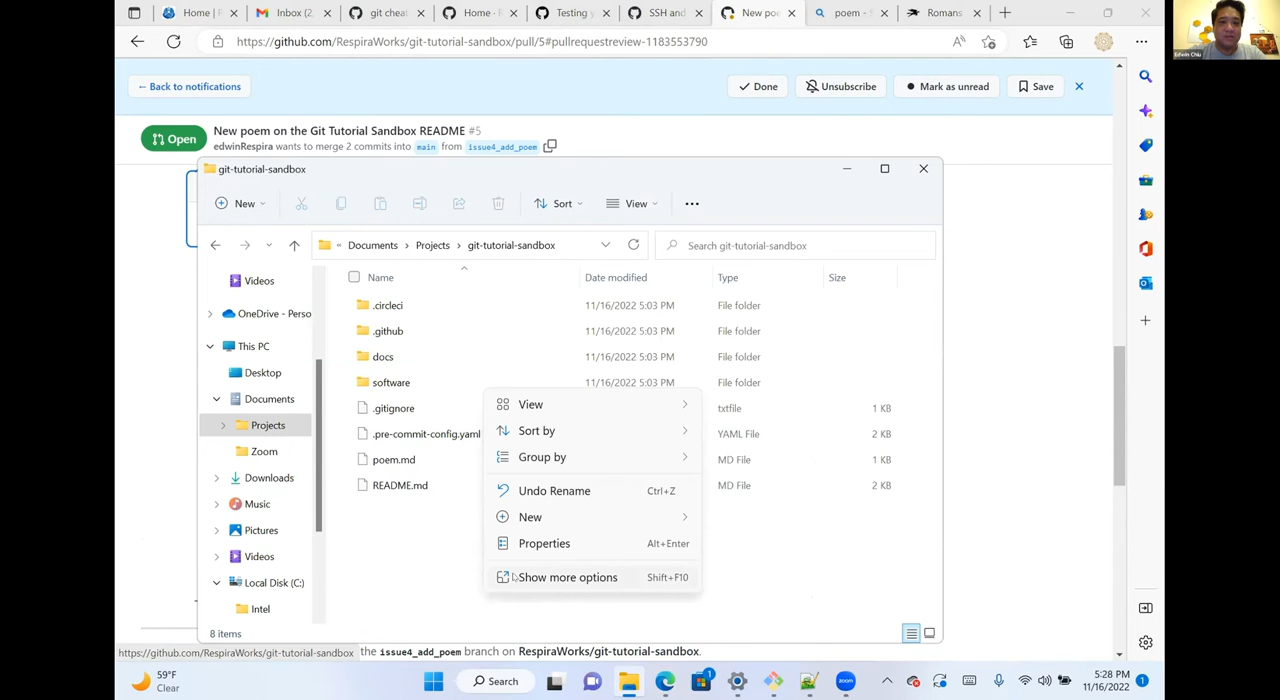 Home | F
Inbox (2,
git cheat
Home · R
Testing y
SSH and
New poe
poem - S
Romans
https://github.com/RespiraWorks/git-tutorial-sandbox/pull/5#pullrequestreview-1183553790
Edwin Chiu
← Back to notifications
Done
Unsubscribe
Mark as unread
Save
Open
New poem on the Git Tutorial Sandbox README #5
edwinRespira wants to merge 2 commits into main from issue4_add_poem
git-tutorial-sandbox
New
Sort
View
« Documents > Projects > git-tutorial-sandbox
Search git-tutorial-sandbox
Name Date modified Type Size
Videos
OneDrive - Perso
This PC
Desktop
Documents
Projects
Zoom
Downloads
Music
Pictures
Videos
Local Disk (C:)
Intel
.circleci 11/16/2022 5:03 PM File folder
.github 11/16/2022 5:03 PM File folder
docs 11/16/2022 5:03 PM File folder
software 11/16/2022 5:03 PM File folder
.gitignore txtfile 1 KB
.pre-commit-config.yaml YAML File 2 KB
poem.md MD File 1 KB
README.md MD File 2 KB
View
Sort by
Group by
Undo Rename Ctrl+Z
New
Properties Alt+Enter
Show more options Shift+F10
8 items
https://github.com/RespiraWorks/git-tutorial-sandbox
the issue4_add_poem branch on RespiraWorks/git-tutorial-sandbox.
59°F
Clear
Search
1
zoom
5:28 PM
11/16/2022
1